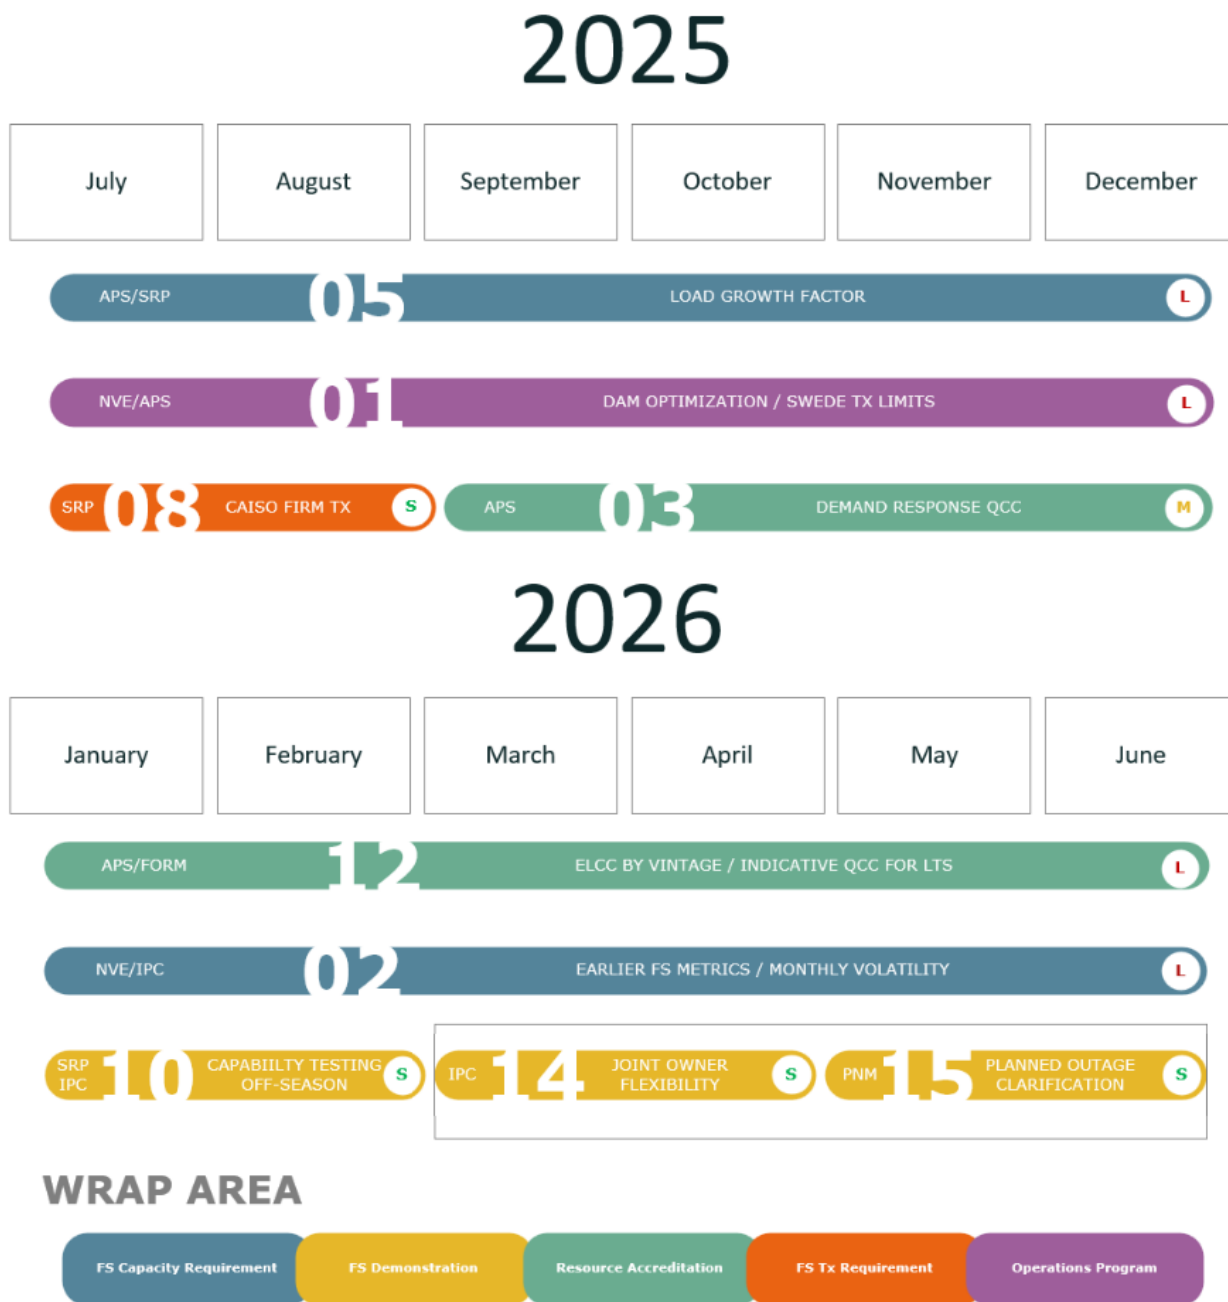 2025
July August September October November December
APS/SRP 05 LOAD GROWTH FACTOR L
NVE/APS 01 DAM OPTIMIZATION / SWEDE TX LIMITS L
SRP 08 CAISO FIRM TX S APS 03 DEMAND RESPONSE QCC M
2026
January February March April May June
APS/FORM 12 ELCC BY VINTAGE / INDICATIVE QCC FOR LTS L
NVE/IPC 02 EARLIER FS METRICS / MONTHLY VOLATILITY L
SRP
IPC
10
CAPABIILTY TESTING
OFF-SEASON
S
IPC
14
JOINT OWNER
FLEXIBILITY
S
PNM
15
PLANNED OUTAGE
CLARIFICATION
S
WRAP AREA
FS Capacity Requirement FS Demonstration Resource Accreditation FS Tx Requirement Operations Program